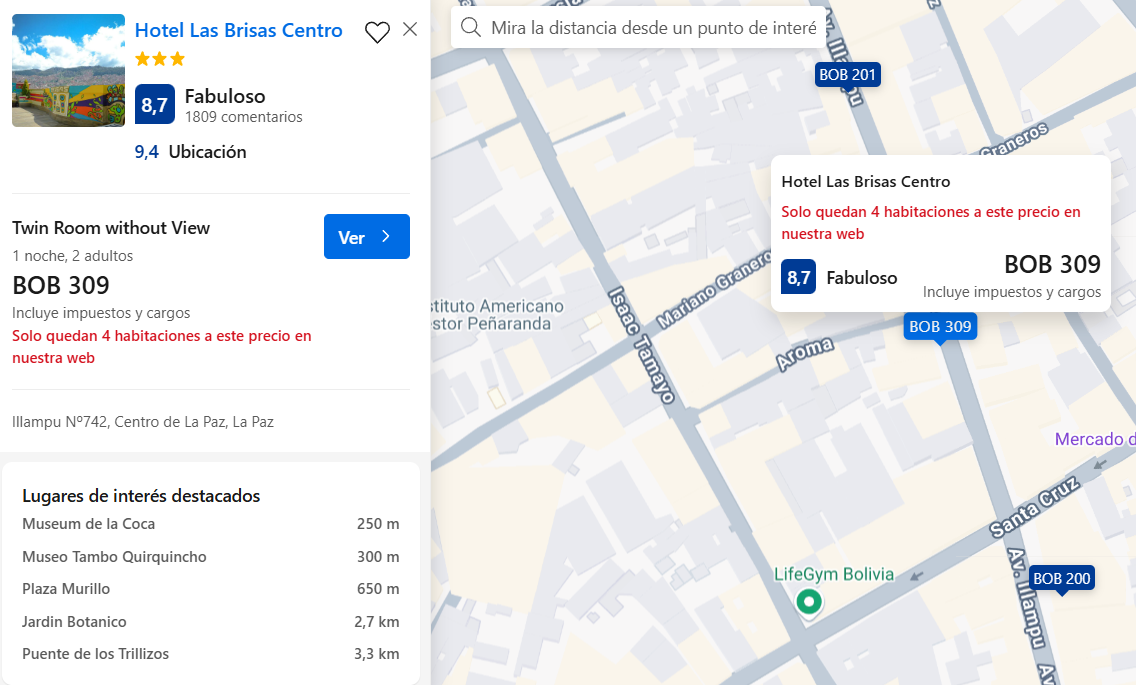 Hotel Las Brisas Centro
8,7
Fabuloso
1809 comentarios
9,4 Ubicación
Twin Room without View
1 noche, 2 adultos
BOB 309
Incluye impuestos y cargos
Solo quedan 4 habitaciones a este precio en
nuestra web
Ver
Illampu Nº742, Centro de La Paz, La Paz
Lugares de interés destacados
Museum de la Coca 250 m
Museo Tambo Quirquincho 300 m
Plaza Murillo 650 m
Jardin Botanico 2,7 km
Puente de los Trillizos 3,3 km
Mira la distancia desde un punto de interé
BOB 201
Illampu
Graneros
Hotel Las Brisas Centro
Solo quedan 4 habitaciones a este precio en
nuestra web
8,7 Fabuloso
BOB 309
Incluye impuestos y cargos
BOB 309
stituto Americano
stor Peñaranda
Isaac Tamayo
Mariano Graneros
Aroma
Mercado d
Santa Cruz
LifeGym Bolivia
Av. Illampu
BOB 200
Av